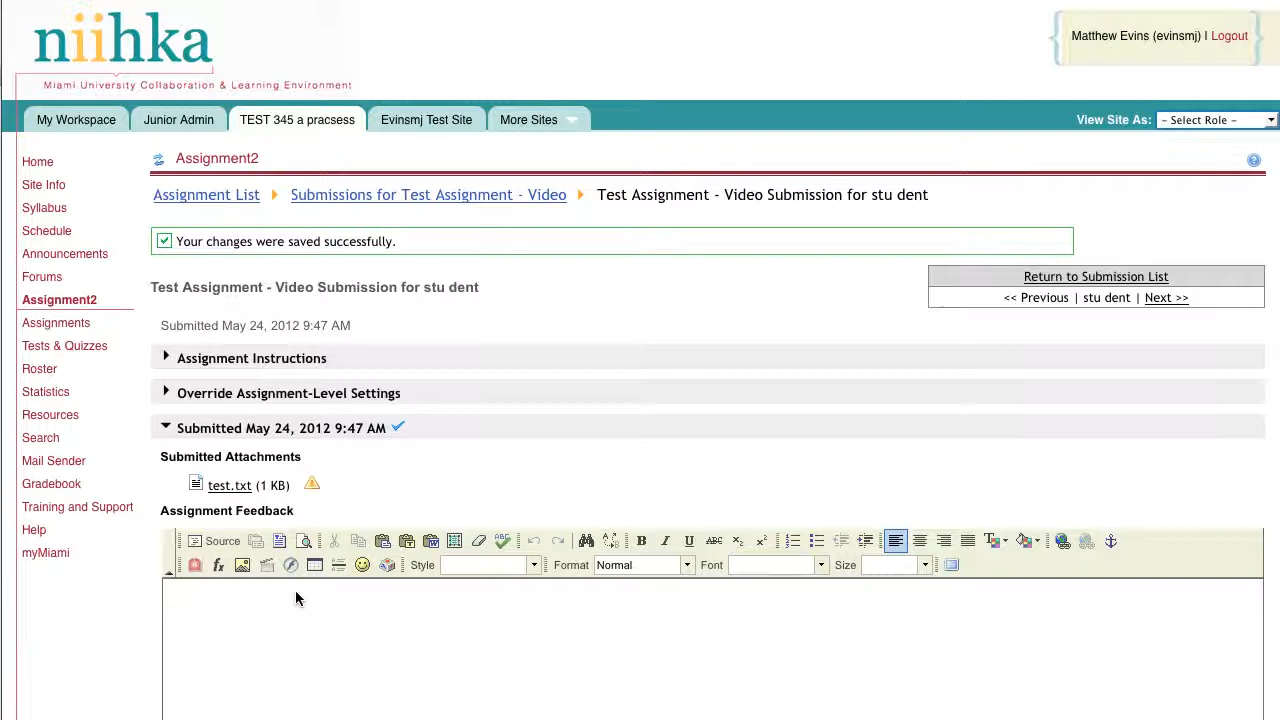 niihka
Miami University Collaboration & Learning Environment
Matthew Evins (evinsmj) | Logout
My Workspace
Junior Admin
TEST 345 a pracsess
Evinsmj Test Site
More Sites
View Site As:
- Select Role -
Home
Site Info
Syllabus
Schedule
Announcements
Forums
Assignment2
Assignments
Tests & Quizzes
Roster
Statistics
Resources
Search
Mail Sender
Gradebook
Training and Support
Help
myMiami
Assignment2
Assignment List
Submissions for Test Assignment - Video
Test Assignment - Video Submission for stu dent
Your changes were saved successfully.
Test Assignment - Video Submission for stu dent
Return to Submission List
<< Previous | stu dent | Next >>
Submitted May 24, 2012 9:47 AM
Assignment Instructions
Override Assignment-Level Settings
Submitted May 24, 2012 9:47 AM
Submitted Attachments
test.txt (1 KB)
Assignment Feedback
Source
B I U ABC x₂ x²
Style
Format Normal
Font
Size